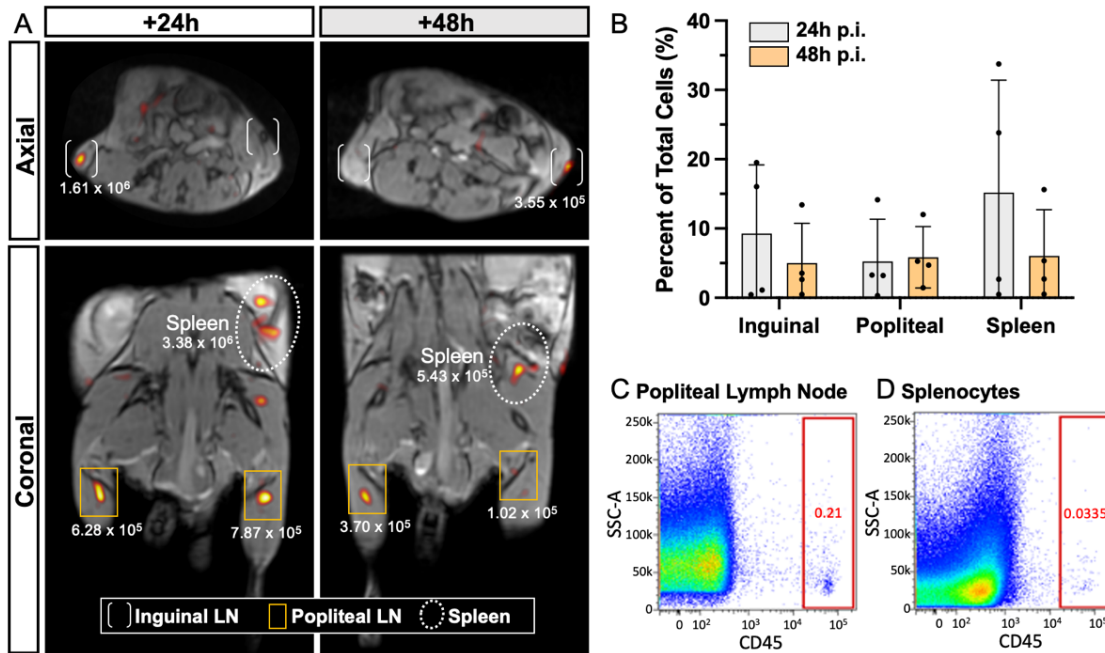 A
+24h
+48h
Axial
1.61 x 10⁶
3.55 x 10⁵
Coronal
Spleen
3.38 x 10⁶
Spleen
5.43 x 10⁵
6.28 x 10⁵
7.87 x 10⁵
3.70 x 10⁵
1.02 x 10⁵
Inguinal LN
Popliteal LN
Spleen
B
Percent of Total Cells (%)
40
30
20
10
0
24h p.i.
48h p.i.
Inguinal
Popliteal
Spleen
C Popliteal Lymph Node
SSC-A
250k
200k
150k
100k
50k
0
0.21
0 10² 10³ 10⁴ 10⁵
CD45
D Splenocytes
SSC-A
250k
200k
150k
100k
50k
0
0.0335
0 10² 10³ 10⁴ 10⁵
CD45